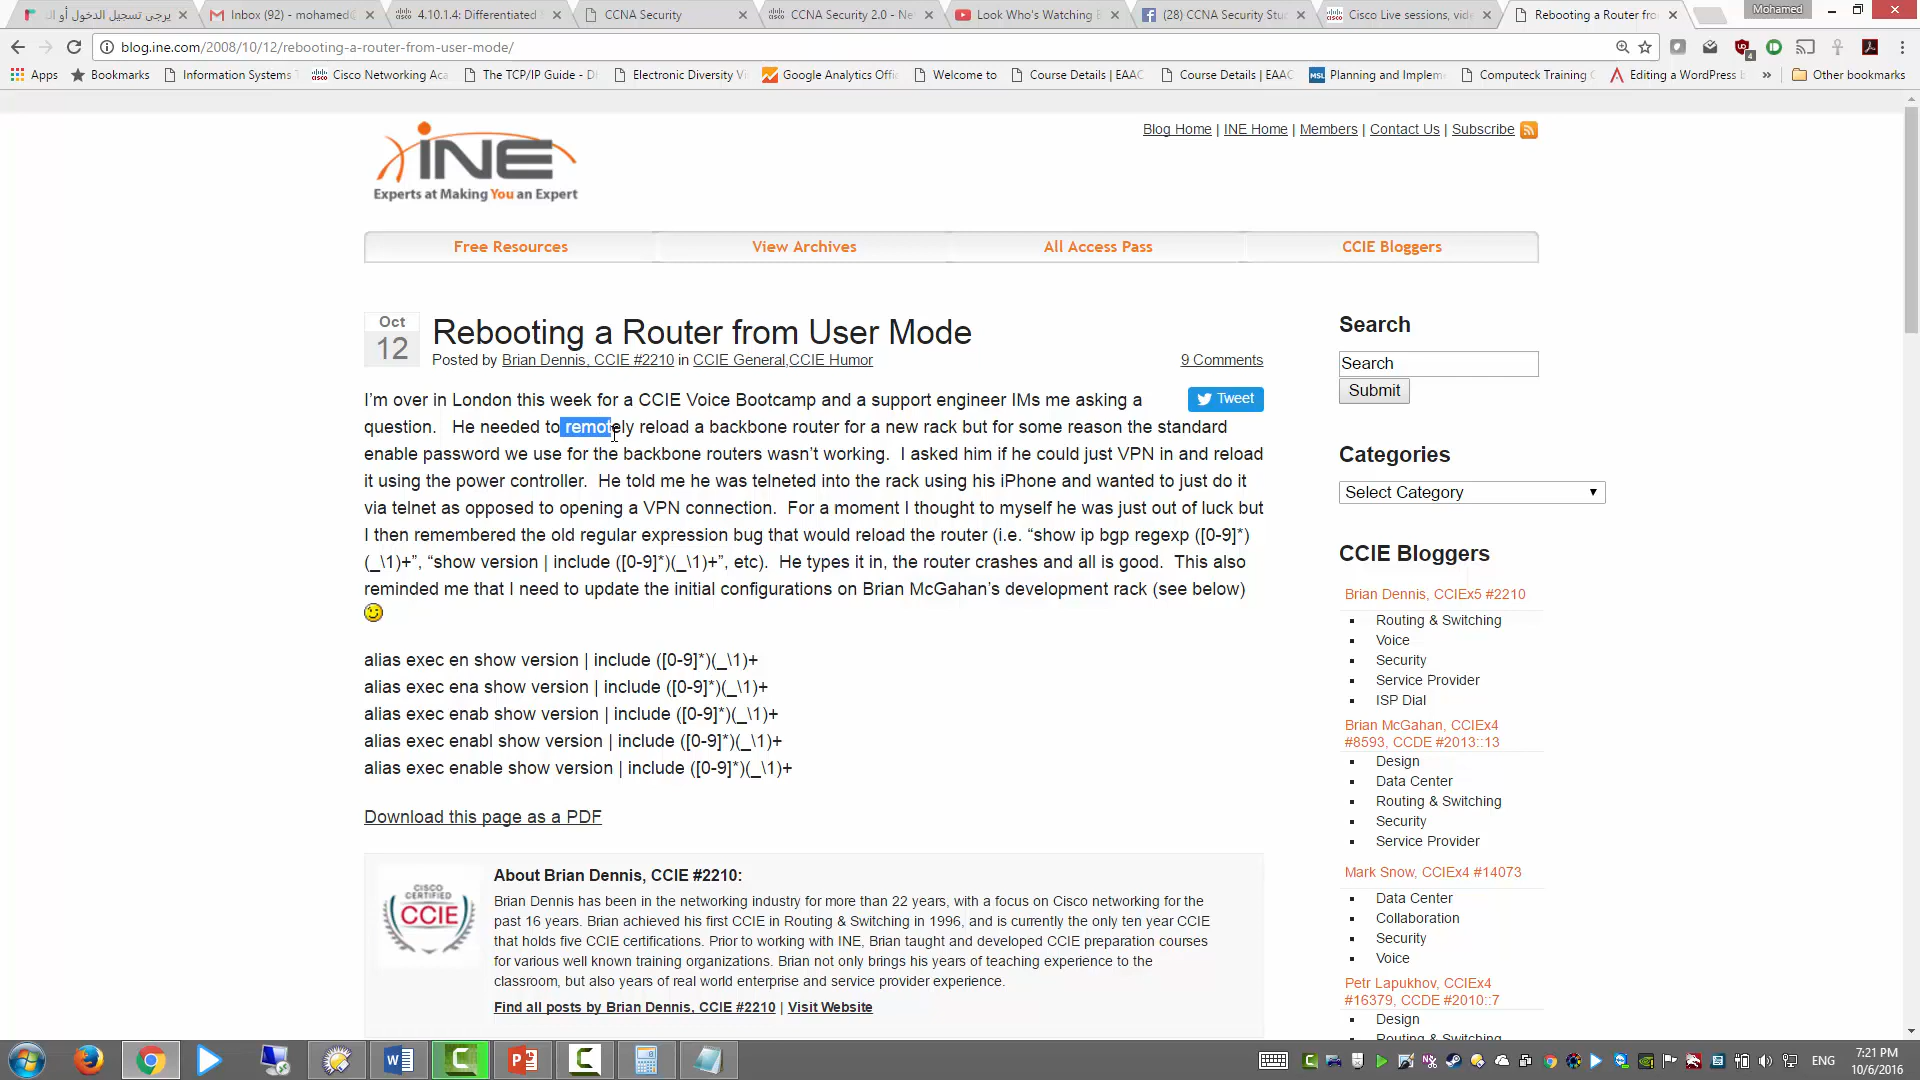 يرجى تسجيل الدخول أو ال
Inbox (92) - mohamed@
4.10.1.4: Differentiated
CCNA Security
CCNA Security 2.0 - Ne
Look Who's Watching
(28) CCNA Security Stu
Cisco Live sessions, vid
Rebooting a Router fro
Mohamed
blog.ine.com/2008/10/12/rebooting-a-router-from-user-mode/
Apps
Bookmarks
Information Systems
Cisco Networking Aca
The TCP/IP Guide - D
Electronic Diversity Vi
Google Analytics Offic
Welcome to
Course Details | EAAC
Course Details | EAAC
MSL
Planning and Implem
Computeck Training C
Editing a WordPress
Other bookmarks
Blog Home | INE Home | Members | Contact Us | Subscribe
iNE
Experts at Making You an Expert
Free Resources
View Archives
All Access Pass
CCIE Bloggers
Oct
12
Rebooting a Router from User Mode
Posted by Brian Dennis, CCIE #2210 in CCIE General,CCIE Humor
9 Comments
Tweet
I'm over in London this week for a CCIE Voice Bootcamp and a support engineer IMs me asking a
question. He needed to remotely reload a backbone router for a new rack but for some reason the standard
enable password we use for the backbone routers wasn't working. I asked him if he could just VPN in and reload
it using the power controller. He told me he was telneted into the rack using his iPhone and wanted to just do it
via telnet as opposed to opening a VPN connection. For a moment I thought to myself he was just out of luck but
I then remembered the old regular expression bug that would reload the router (i.e. “show ip bgp regexp ([0-9]*)
(_\1)+”, “show version | include ([0-9]*)(_\1)+”, etc). He types it in, the router crashes and all is good. This also
reminded me that I need to update the initial configurations on Brian McGahan's development rack (see below)
alias exec en show version | include ([0-9]*)(_\1)+
alias exec ena show version | include ([0-9]*)(_\1)+
alias exec enab show version | include ([0-9]*)(_\1)+
alias exec enabl show version | include ([0-9]*)(_\1)+
alias exec enable show version | include ([0-9]*)(_\1)+
Download this page as a PDF
CISCO
CERTIFIED
CCIE
About Brian Dennis, CCIE #2210:
Brian Dennis has been in the networking industry for more than 22 years, with a focus on Cisco networking for the
past 16 years. Brian achieved his first CCIE in Routing & Switching in 1996, and is currently the only ten year CCIE
that holds five CCIE certifications. Prior to working with INE, Brian taught and developed CCIE preparation courses
for various well known training organizations. Brian not only brings his years of teaching experience to the
classroom, but also years of real world enterprise and service provider experience.
Find all posts by Brian Dennis, CCIE #2210 | Visit Website
Search
Search
Submit
Categories
Select Category
CCIE Bloggers
Brian Dennis, CCIEx5 #2210
Routing & Switching
Voice
Security
Service Provider
ISP Dial
Brian McGahan, CCIEx4
#8593, CCDE #2013::13
Design
Data Center
Routing & Switching
Security
Service Provider
Mark Snow, CCIEx4 #14073
Data Center
Collaboration
Security
Voice
Petr Lapukhov, CCIEx4
#16379, CCDE #2010::7
Design
Routing & Switching
ENG
7:21 PM
10/6/2016